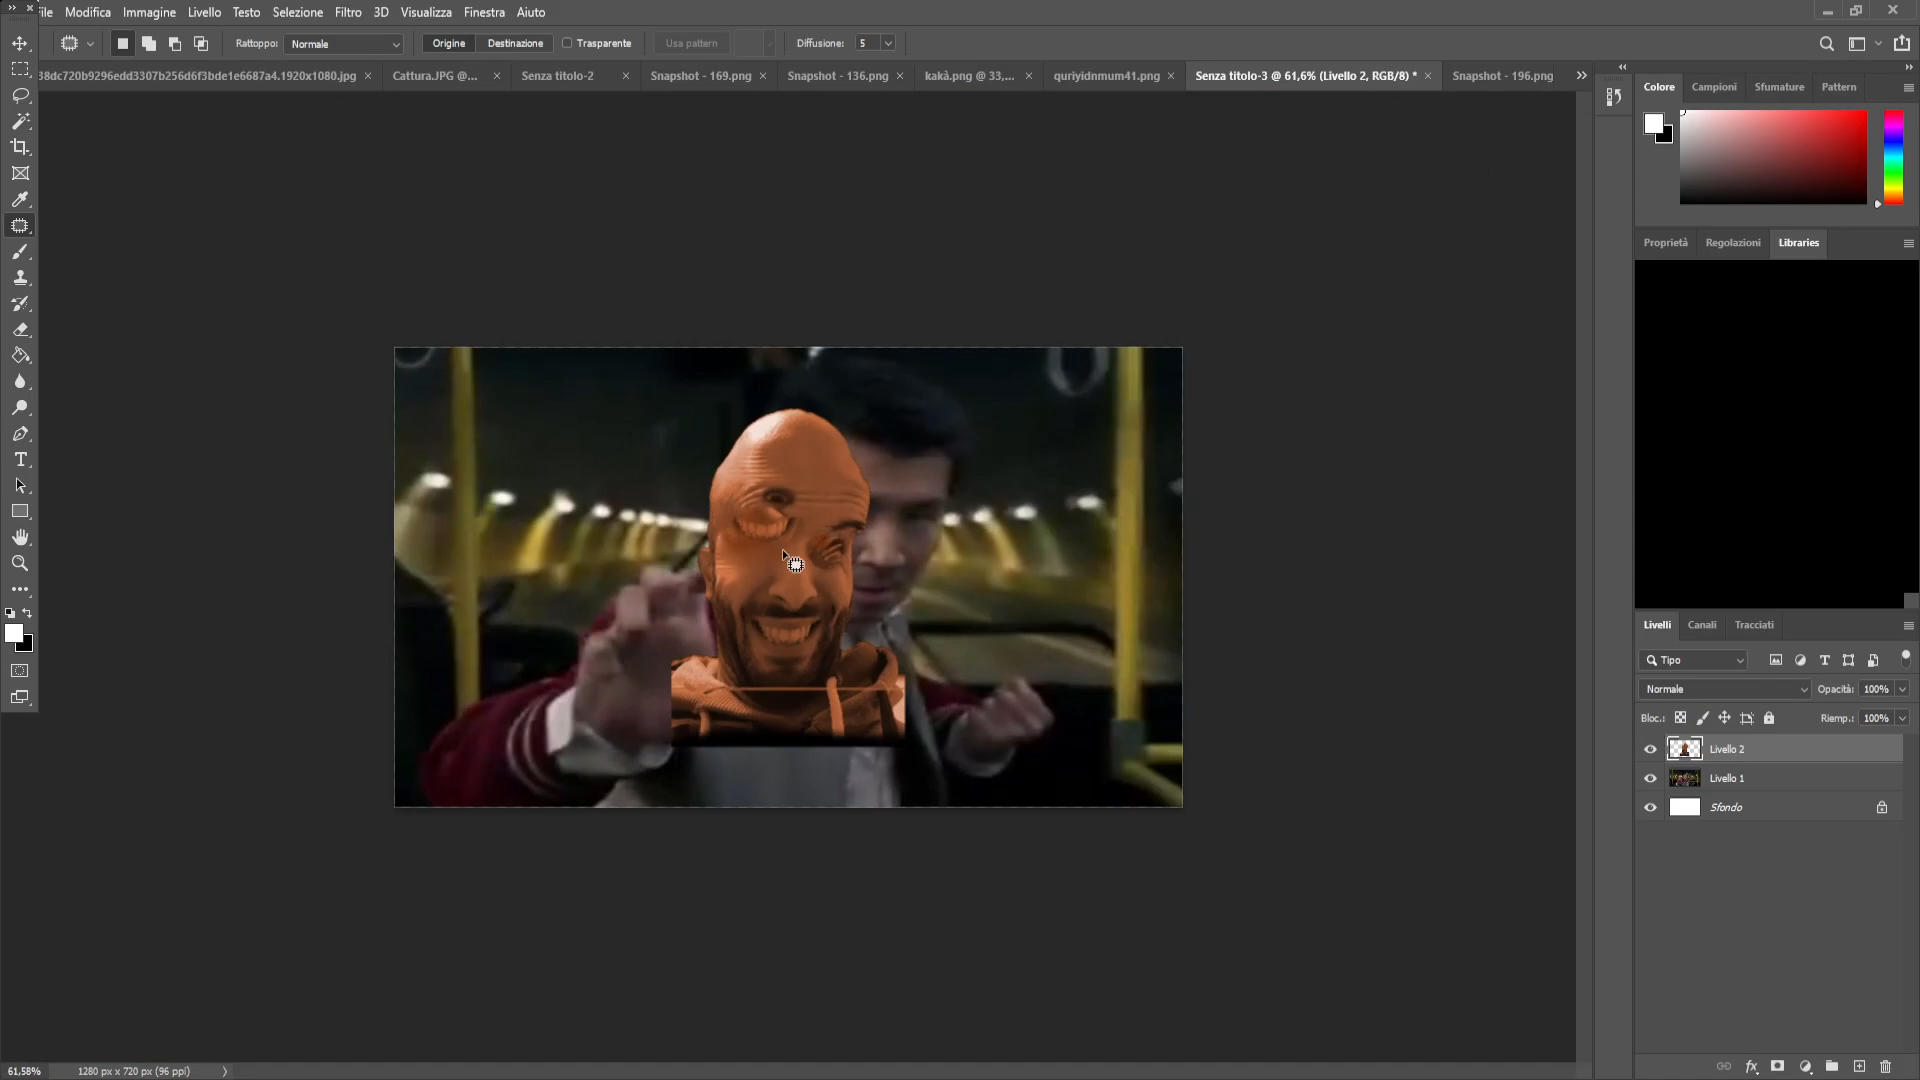 File Modifica Immagine Livello Testo Selezione Filtro 3D Visualizza Finestra Aiuto
Rattoppo: Normale Origine Destinazione Trasparente Usa pattern Diffusione: 5
38dc720b9296edd3307b256d6f3bde1e6687a4.1920x1080.jpg Cattura.JPG @... Senza titolo-2 Snapshot - 169.png Snapshot - 136.png kakà.png @ 33,... quriyidnmum41.png Senza titolo-3 @ 61,6% (Livello 2, RGB/8) * Snapshot - 196.png
Colore Campioni Sfumature Pattern
Proprietà Regolazioni Libraries
Livelli Canali Tracciati
Tipo
Normale Opacità: 100%
Bloc.: Riemp.: 100%
Livello 2
Livello 1
Sfondo
61,58% 1280 px x 720 px (96 ppi)